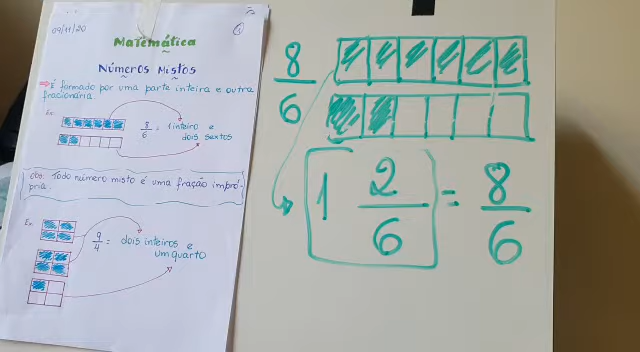 09/11/20
Matemática
Números Mistos
É formado por uma parte inteira e outra
fracionária.
Ex:
8/6 = 1 inteiro e
dois sextos
Obs: Todo número misto é uma fração impró-
pria.
Ex:
9/4 = dois inteiros e
um quarto
8/6
1 2/6 = 8/6